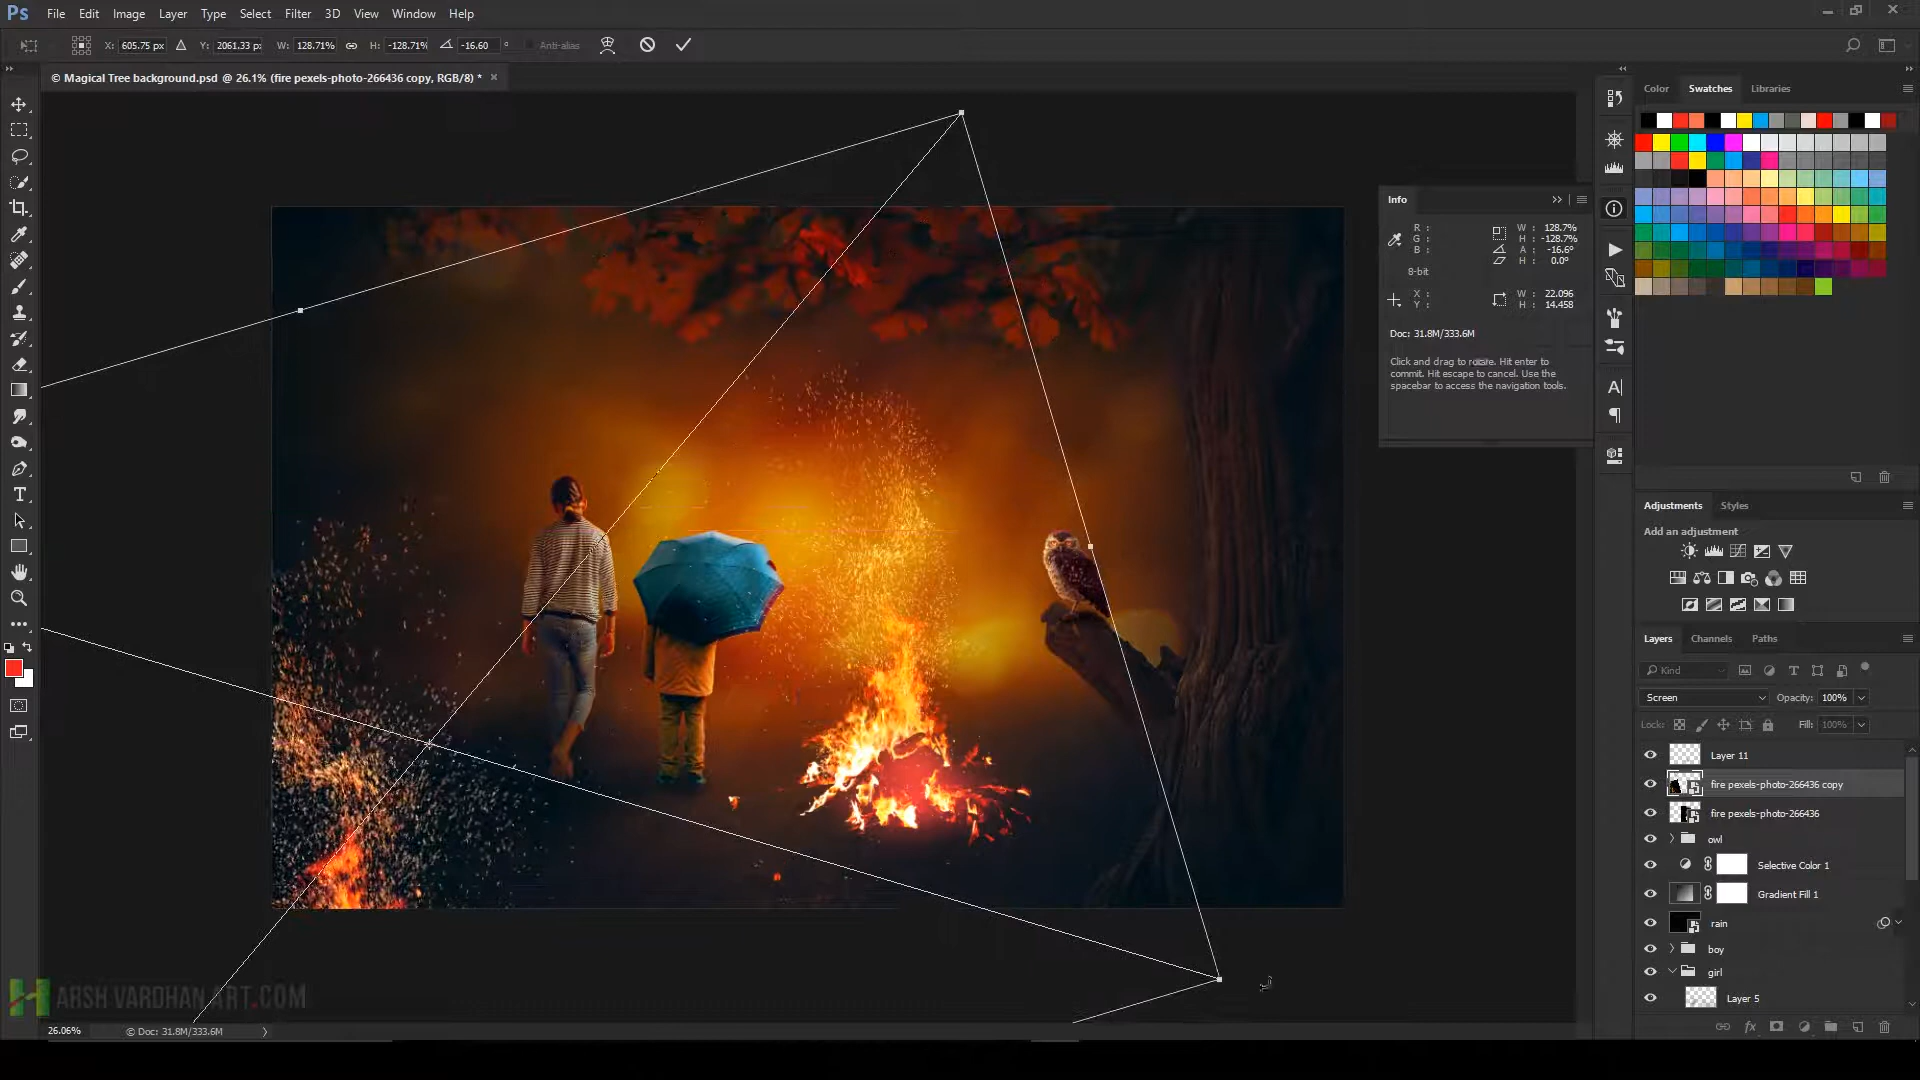 Ps File Edit Image Layer Type Select Filter 3D View Window Help
X: 605.75 px Y: 2061.33 px W: 128.71% H: -128.71% -16.60 ° Anti-alias
© Magical Tree background.psd @ 26.1% (fire pexels-photo-266436 copy, RGB/8) * ×
Color Swatches Libraries
Info
R : W : 128.7%
G : H : -128.7%
B : A : -16.6°
H : 0.0°
8-bit
X : W : 22.096
Y : H : 14.458
Doc: 31.8M/333.6M
Click and drag to rotate. Hit enter to
commit. Hit escape to cancel. Use the
spacebar to access the navigation tools.
Adjustments Styles
Add an adjustment
Layers Channels Paths
Kind
Screen Opacity: 100%
Lock: Fill: 100%
Layer 11
fire pexels-photo-266436 copy
fire pexels-photo-266436
owl
Selective Color 1
Gradient Fill 1
rain
boy
girl
Layer 5
HARSH VARDHAN ART.COM
26.06% © Doc: 31.8M/333.6M